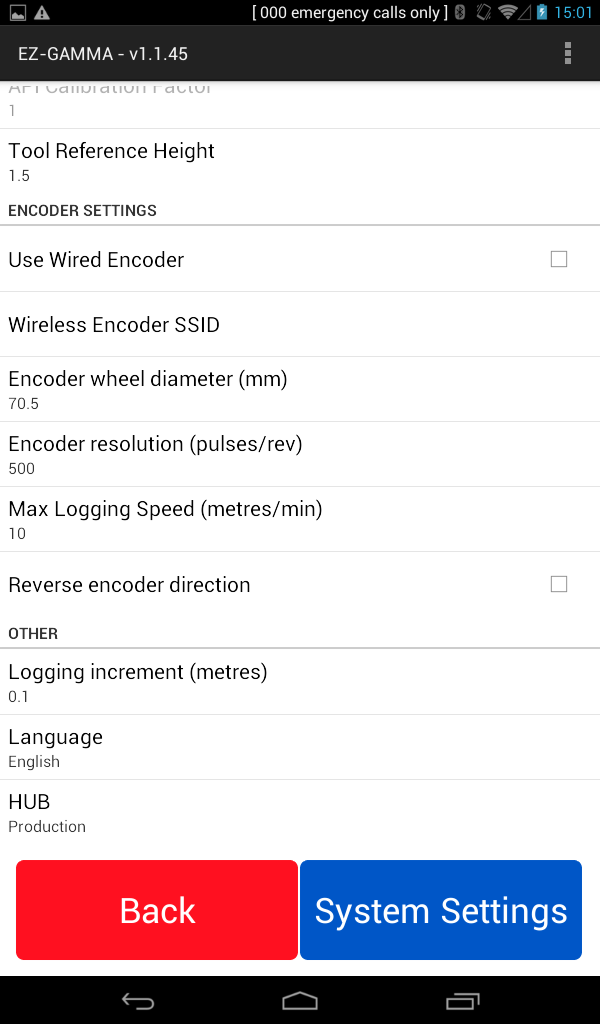 [ 000 emergency calls only ] 15:01
EZ-GAMMA - v1.1.45
API Calibration Factor
1
Tool Reference Height
1.5
ENCODER SETTINGS
Use Wired Encoder
Wireless Encoder SSID
Encoder wheel diameter (mm)
70.5
Encoder resolution (pulses/rev)
500
Max Logging Speed (metres/min)
10
Reverse encoder direction
OTHER
Logging increment (metres)
0.1
Language
English
HUB
Production
Back
System Settings